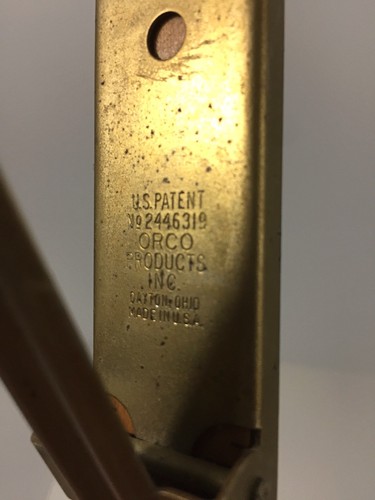 U.S. PATENT
No 2446319
ORCO
PRODUCTS
INC.
DAYTON-OHIO
MADE IN U.S.A.